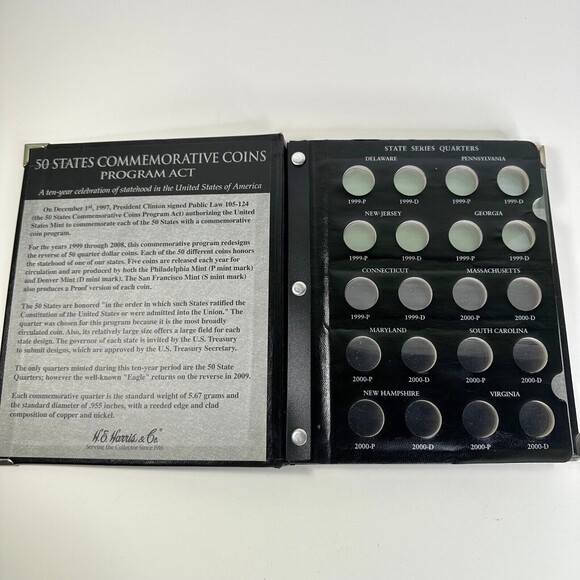 50 STATES COMMEMORATIVE COINS
PROGRAM ACT
A ten-year celebration of statehood in the United States of America
On December 1st, 1997, President Clinton signed Public Law 105-124
(the 50 States Commemorative Coins Program Act) authorizing the United
States Mint to commemorate each of the 50 States with a commemorative
coin program.
For the years 1999 through 2008, this commemorative program redesigns
the reverse of 50 quarter dollar coins. Each of the 50 different coins honors
the statehood of one of our states. Five coins are released each year for
circulation and are produced by both the Philadelphia Mint (P mint mark)
and Denver Mint (D mint mark). The San Francisco Mint (S mint mark)
also produces a Proof version of each coin.
The 50 States are honored "in the order in which such States ratified the
Constitution of the United States or were admitted into the Union." The
quarter was chosen for this program because it is the most broadly
circulated coin. Also, its relatively large size offers a large field for each
state design. The governor of each state is invited by the U.S. Treasury
to submit designs, which are approved by the U.S. Treasury Secretary.
The only quarters minted during this ten-year period are the 50 State
Quarters; however the well-known "Eagle" returns on the reverse in 2009.
Each commemorative quarter is the standard weight of 5.67 grams and
the standard diameter of .955 inches, with a reeded edge and clad
composition of copper and nickel.
H.E. Harris & Co.®
Serving the Collector Since 1916
STATE SERIES QUARTERS
DELAWARE PENNSYLVANIA
1999-P 1999-D 1999-P 1999-D
NEW JERSEY GEORGIA
1999-P 1999-D 1999-P 1999-D
CONNECTICUT MASSACHUSETTS
1999-P 1999-D 2000-P 2000-D
MARYLAND SOUTH CAROLINA
2000-P 2000-D 2000-P 2000-D
NEW HAMPSHIRE VIRGINIA
2000-P 2000-D 2000-P 2000-D